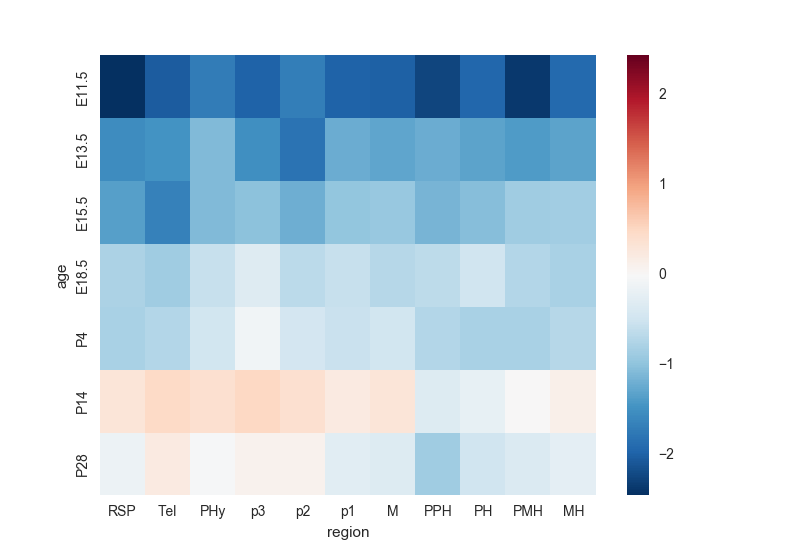 age
E11.5
E13.5
E15.5
E18.5
P4
P14
P28
RSP Tel PHy p3 p2 p1 M PPH PH PMH MH
region
2
1
0
−1
−2